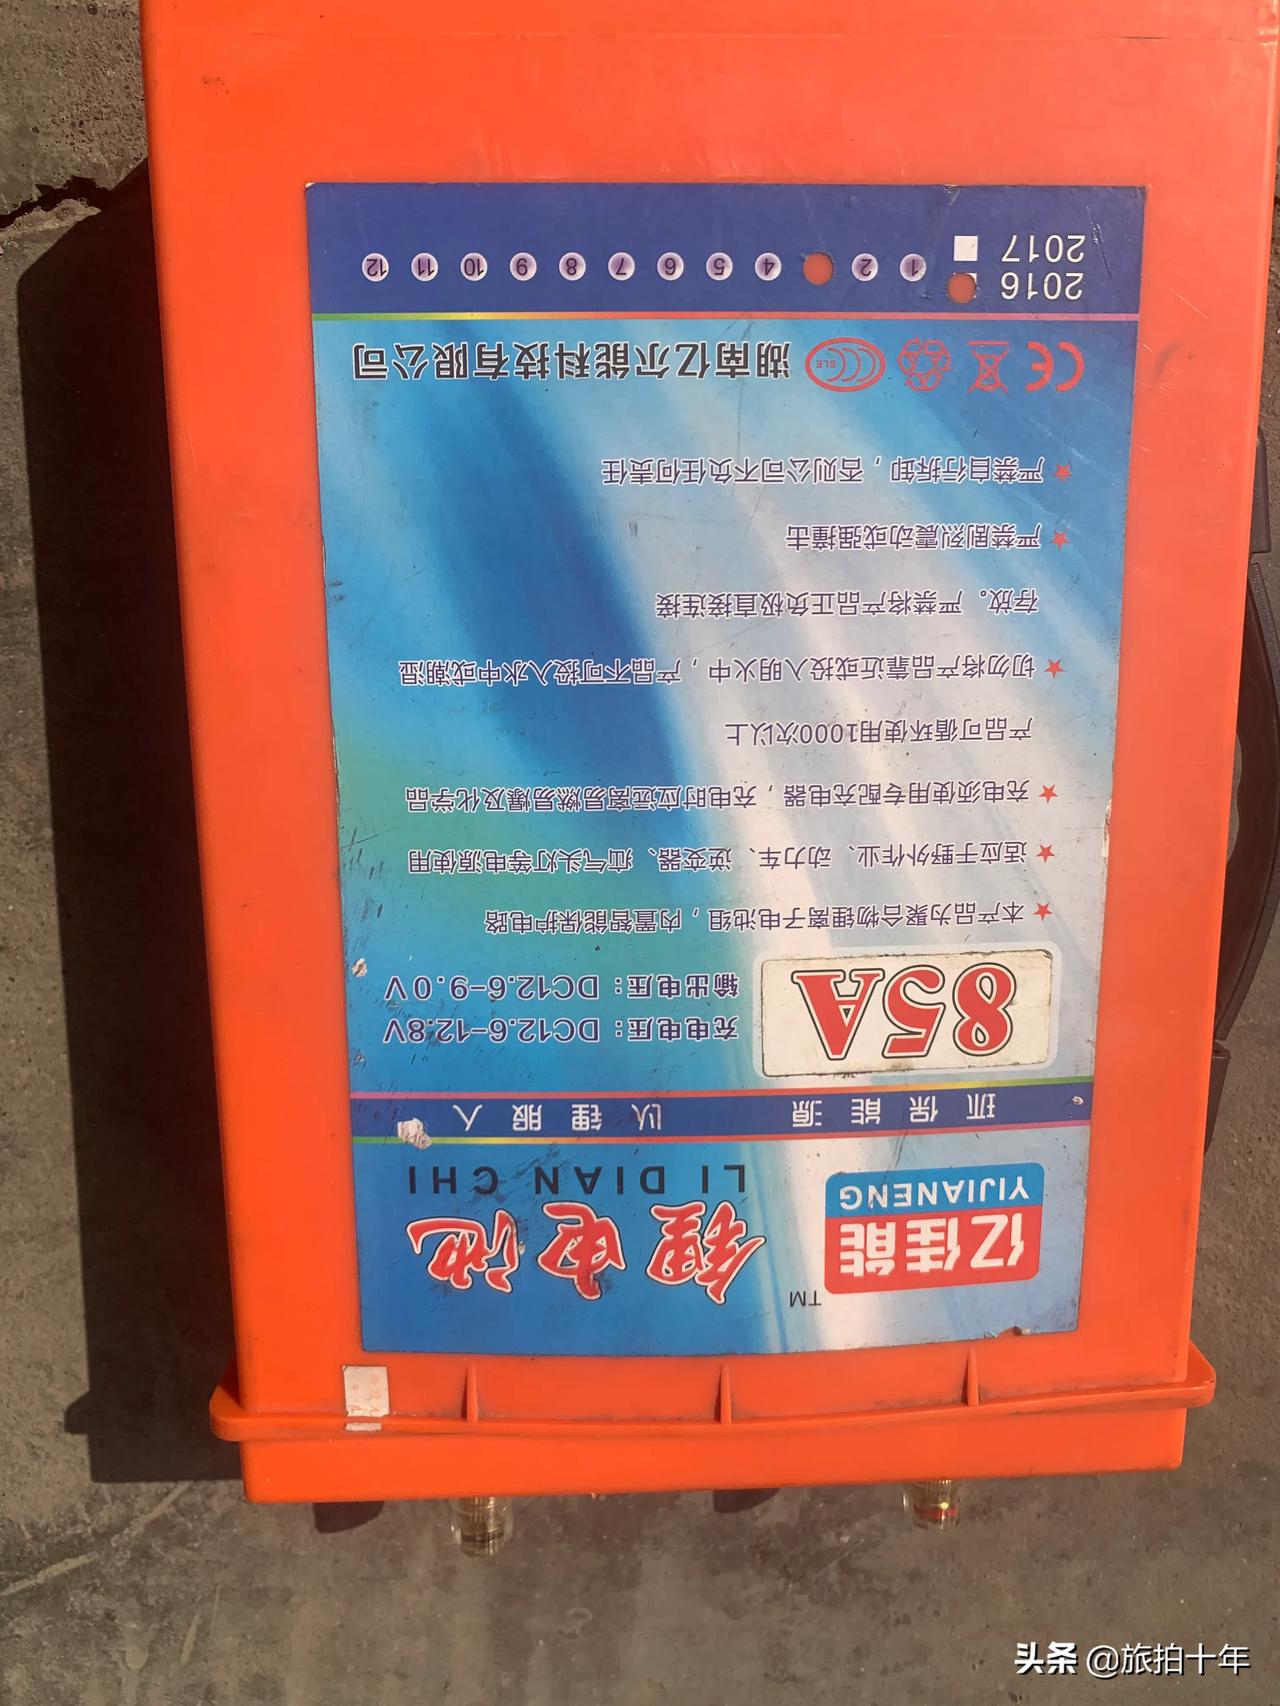 亿佳能
YIJIANENG
TM
锂电池
LI DIAN CHI
环保能源 以锂服人
85A
充电电压：DC12.6-12.8V
输出电压：DC12.6-9.0V
★ 本产品为聚合物锂离子电池组，内置智能保护电路
★ 适应于野外作业、动力车、逆变器、疝气头灯等电源使用
★ 充电须使用专配充电器，充电时应远离易燃易爆及化学品
产品可循环使用1000次以上
★ 切勿将产品靠近或投入明火中，产品不可投入水中或潮湿
存放。严禁将产品正负极直接连接
★ 严禁剧烈震动或强撞击
★ 严禁自行拆卸，否则公司不负任何责任
CE
SLE
湖南亿尔能科技有限公司
2016
2017
1 2 4 5 6 7 8 9 10 11 12
头条 @旅拍十年